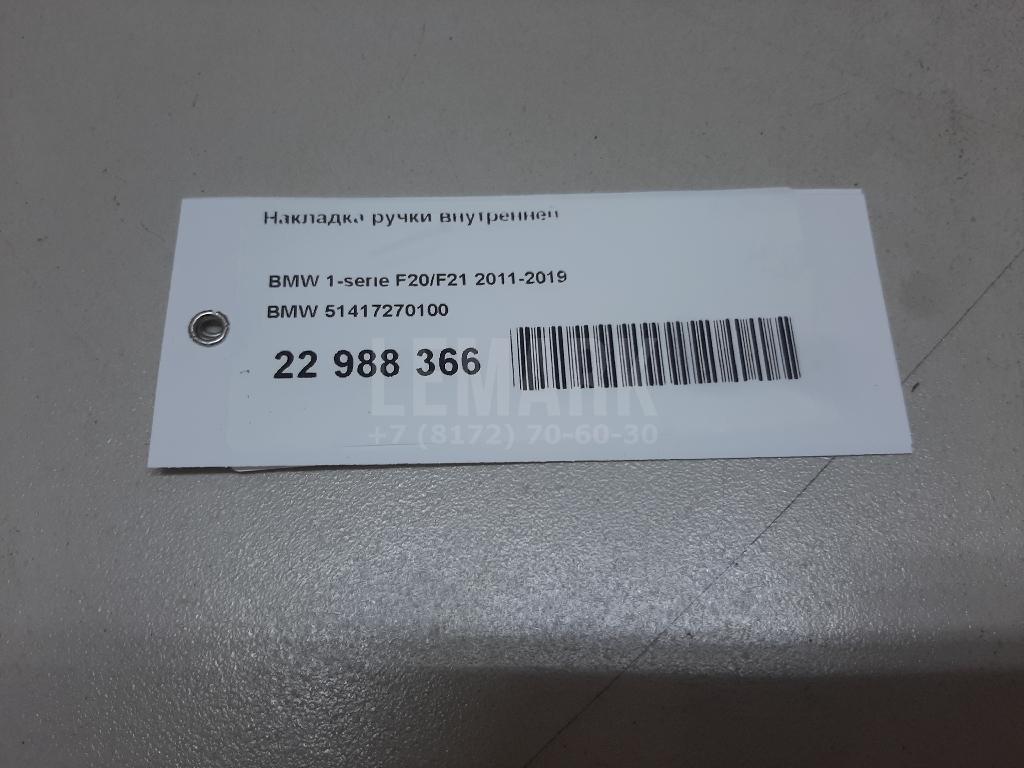 Накладка ручки внутренней
BMW 1-serie F20/F21 2011-2019
BMW 51417270100
22 988 366
LEMARK
+7 (8172) 70-60-30